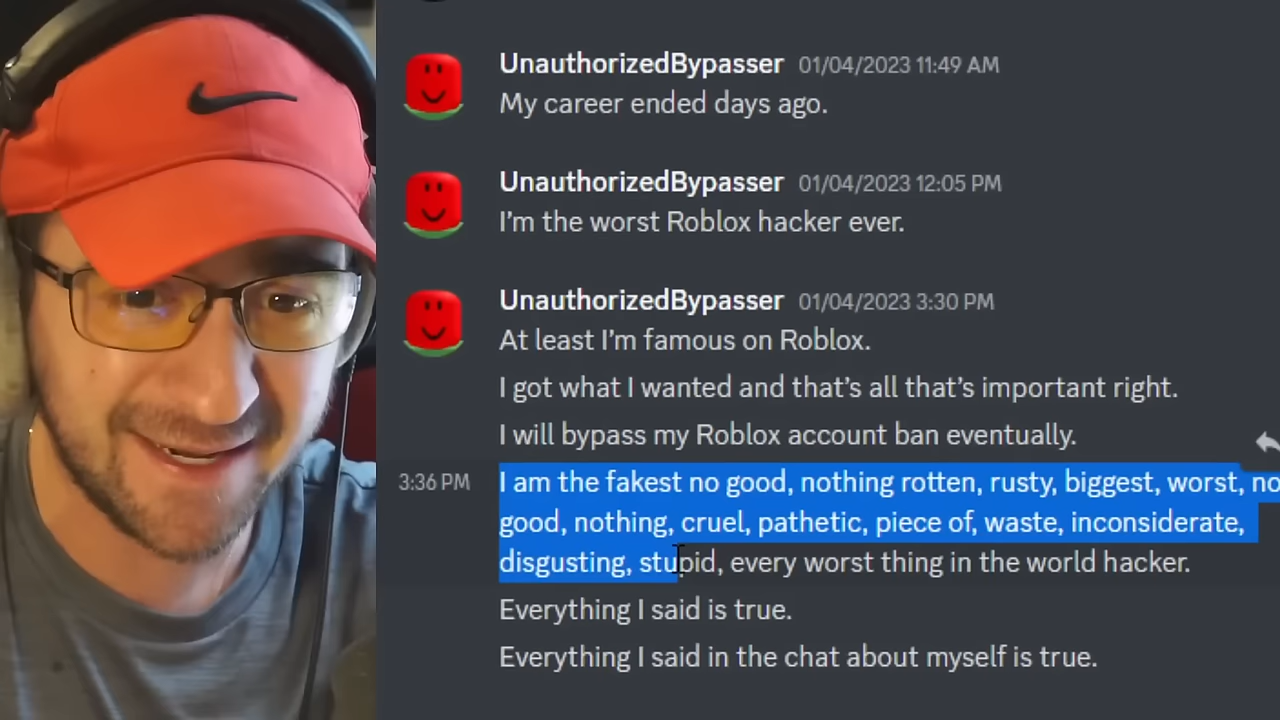 UnauthorizedBypasser 01/04/2023 11:49 AM
My career ended days ago.
UnauthorizedBypasser 01/04/2023 12:05 PM
I’m the worst Roblox hacker ever.
UnauthorizedBypasser 01/04/2023 3:30 PM
At least I’m famous on Roblox.
I got what I wanted and that’s all that’s important right.
I will bypass my Roblox account ban eventually.
3:36 PM I am the fakest no good, nothing rotten, rusty, biggest, worst, no
good, nothing, cruel, pathetic, piece of, waste, inconsiderate,
disgusting, stupid, every worst thing in the world hacker.
Everything I said is true.
Everything I said in the chat about myself is true.